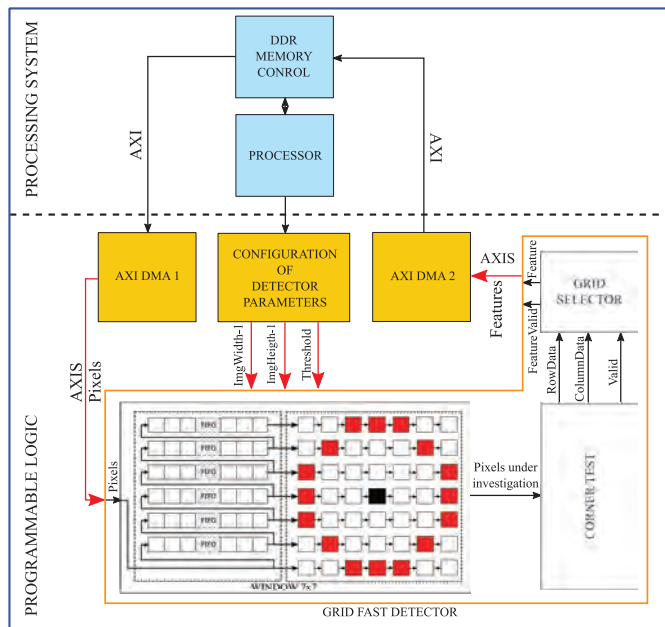 PROCESSING SYSTEM
DDR
MEMORY
CONROL
PROCESSOR
AXI
AXI
PROGRAMMABLE LOGIC
AXI DMA 1
CONFIGURATION
OF
DETECTOR
PARAMETERS
AXI DMA 2
AXIS
Features
Feature
FeatureValid
GRID
SELECTOR
AXIS
Pixels
ImgWidth-1
ImgHeigth-1
Threshold
RowData
ColumnData
Valid
Pixels
FIFO
FIFO
FIFO
FIFO
FIFO
FIFO
WINDOW 7x7
Pixels under
investigation
CORNER TEST
GRID FAST DETECTOR